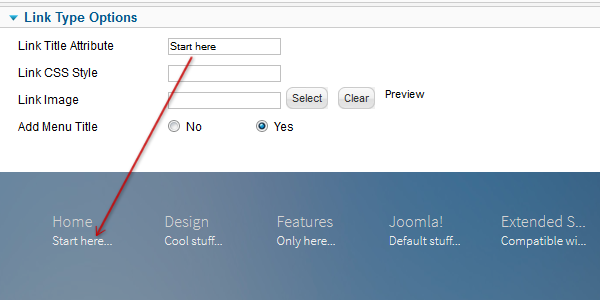 Link Type Options
Link Title Attribute Start here
Link CSS Style
Link Image Select Clear Preview
Add Menu Title No Yes
Home Design Features Joomla! Extended S...
Start here... Cool stuff... Only here... Default stuff... Compatible wi...